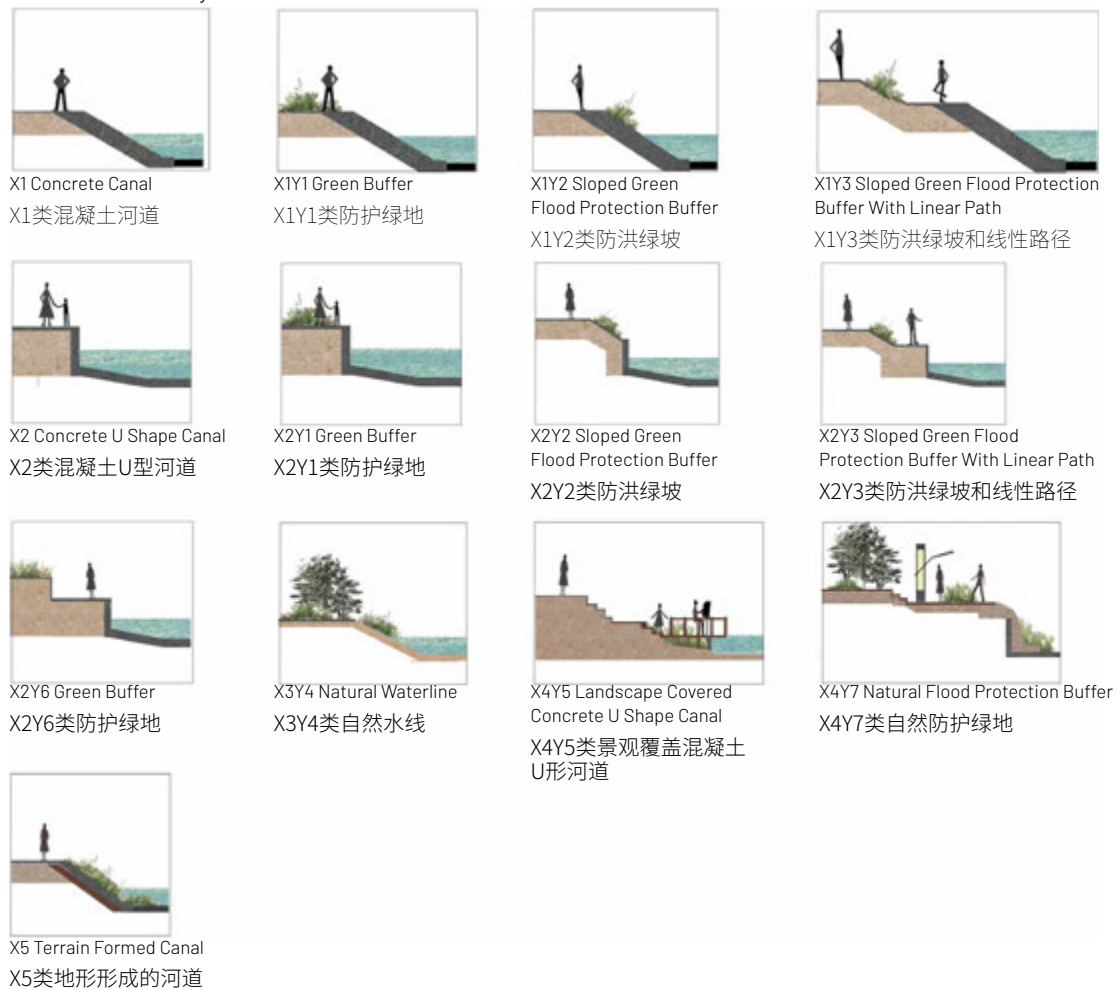 X1 Concrete Canal
X1类混凝土河道
X1Y1 Green Buffer
X1Y1类防护绿地
X1Y2 Sloped Green
Flood Protection Buffer
X1Y2类防洪绿坡
X1Y3 Sloped Green Flood Protection
Buffer With Linear Path
X1Y3类防洪绿坡和线性路径
X2 Concrete U Shape Canal
X2类混凝土U型河道
X2Y1 Green Buffer
X2Y1类防护绿地
X2Y2 Sloped Green
Flood Protection Buffer
X2Y2类防洪绿坡
X2Y3 Sloped Green Flood
Protection Buffer With Linear Path
X2Y3类防洪绿坡和线性路径
X2Y6 Green Buffer
X2Y6类防护绿地
X3Y4 Natural Waterline
X3Y4类自然水线
X4Y5 Landscape Covered
Concrete U Shape Canal
X4Y5类景观覆盖混凝土
U形河道
X4Y7 Natural Flood Protection Buffer
X4Y7类自然防护绿地
X5 Terrain Formed Canal
X5类地形形成的河道